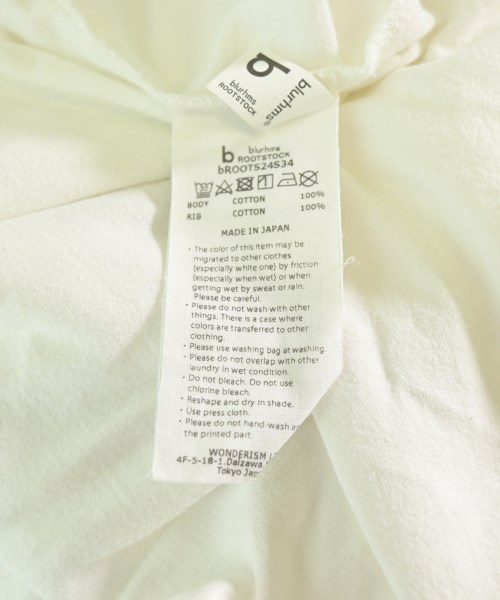 b
blurhms
ROOTSTOCK
blurhms
b blurhms
ROOTSTOCK
bROOTS24S34
BODY COTTON 100%
RIB COTTON 100%
MADE IN JAPAN
・The color of this item may be
migrated to other clothes
(especially white one) by friction
(especially when wet) or when
getting wet by sweat or rain.
Please be careful.
・Please do not wash with other
things. There is a case where
colors are transferred to other
clothing.
・Please use washing bag at washing.
・Please do not overlap with other
laundry in wet condition.
・Do not bleach. Do not use
chlorine bleach.
・Reshape and dry in shade.
・Use press cloth.
・Please do not hand-wash
the printed part.
WONDERISM
4F-5-18-1.Daizawa.
Tokyo